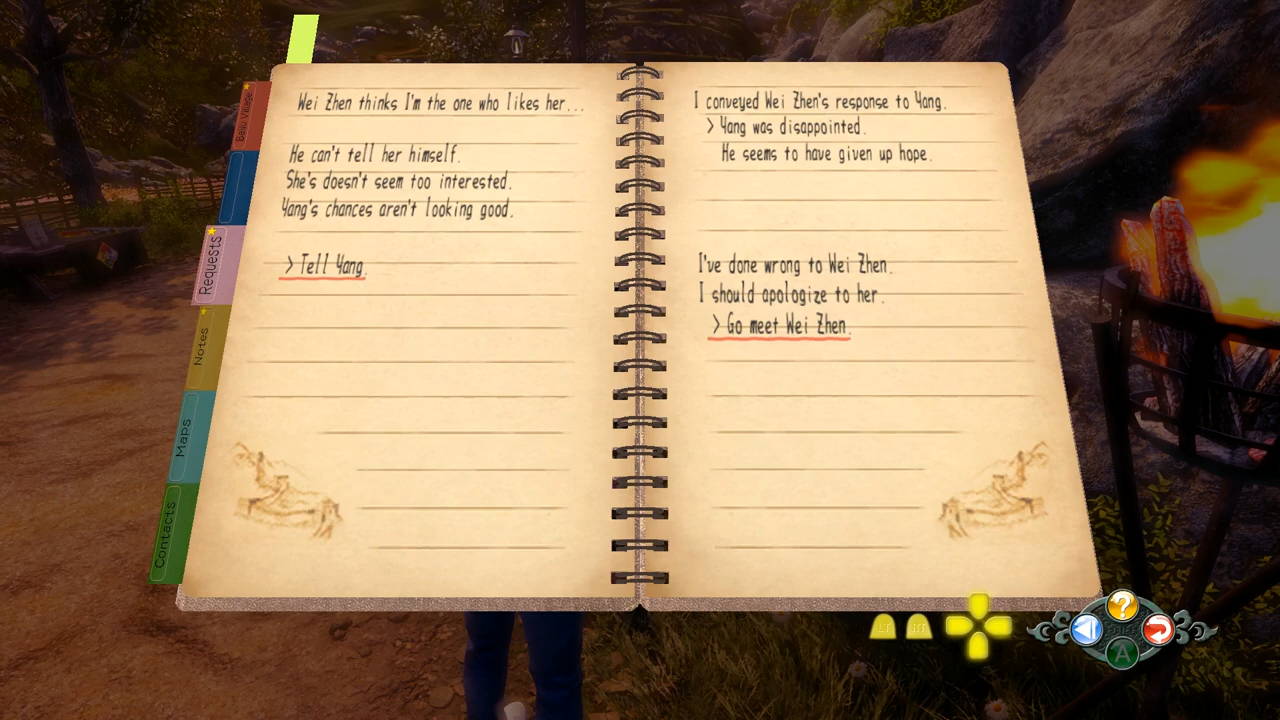 Wei Zhen thinks I'm the one who likes her...
He can't tell her himself.
She's doesn't seem too interested.
Yang's chances aren't looking good.
> Tell Yang.
I conveyed Wei Zhen's response to Yang.
> Yang was disappointed.
He seems to have given up hope.
I've done wrong to Wei Zhen.
I should apologize to her.
> Go meet Wei Zhen.
Bailu Village
Requests
Notes
Maps
Contacts
LT
RT
?
A